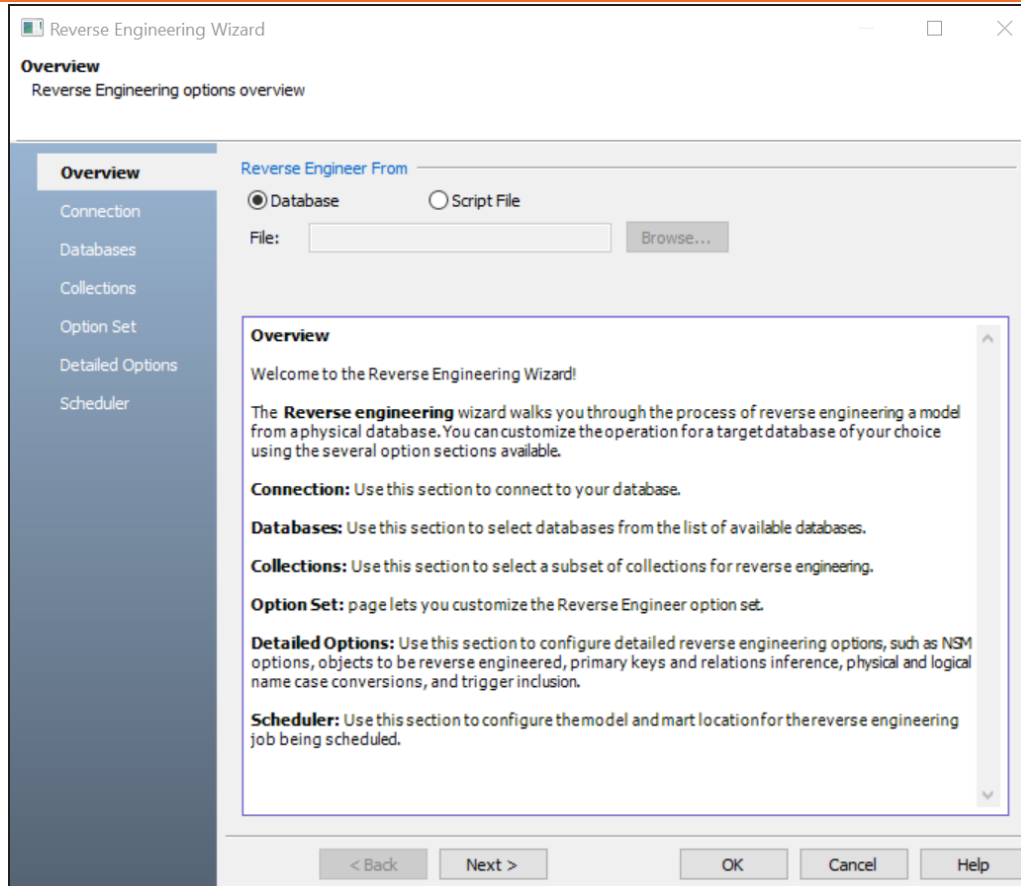 Reverse Engineering Wizard
Overview
Reverse Engineering options overview
Overview
Connection
Databases
Collections
Option Set
Detailed Options
Scheduler
Reverse Engineer From
Database
Script File
File:
Browse...
Overview
Welcome to the Reverse Engineering Wizard!
The Reverse engineering wizard walks you through the process of reverse engineering a model
from a physical database. You can customize the operation for a target database of your choice
using the several option sections available.
Connection: Use this section to connect to your database.
Databases: Use this section to select databases from the list of available databases.
Collections: Use this section to select a subset of collections for reverse engineering.
Option Set: page lets you customize the Reverse Engineer option set.
Detailed Options: Use this section to configure detailed reverse engineering options, such as NSM
options, objects to be reverse engineered, primary keys and relations inference, physical and logical
name case conversions, and trigger inclusion.
Scheduler: Use this section to configure the model and mart location for the reverse engineering
job being scheduled.
< Back
Next >
OK
Cancel
Help